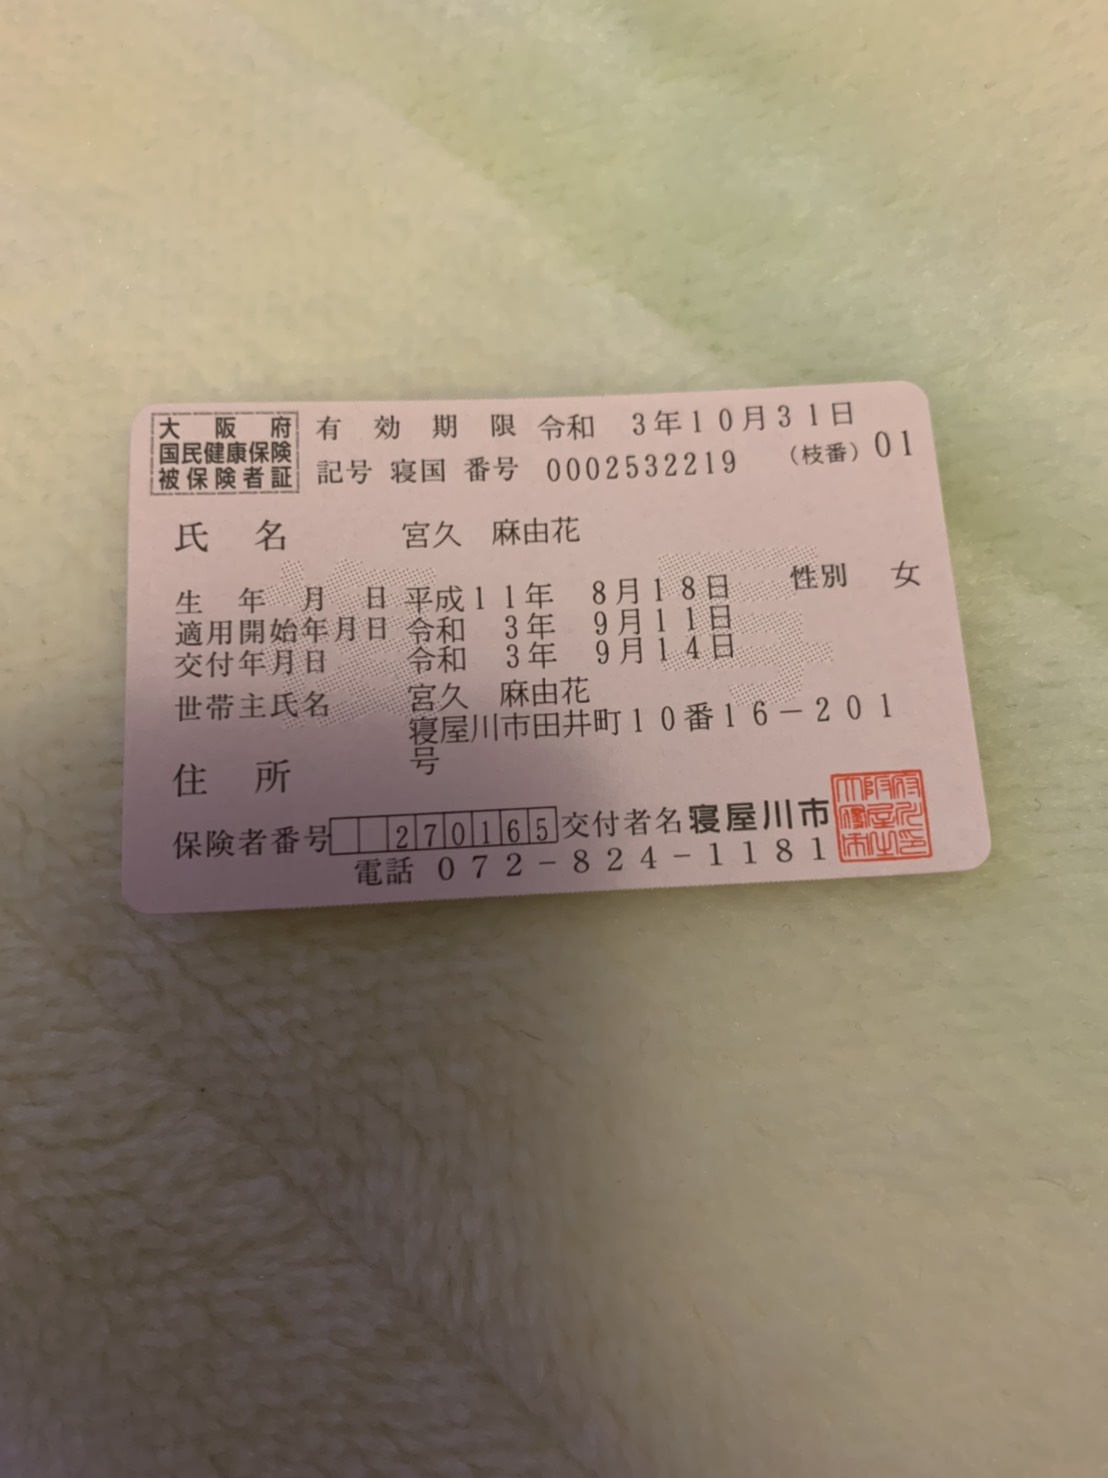 大阪府
国民健康保険
被保険者証
有効期限 令和 3年10月31日
記号 寝国 番号 0002532219 (枝番) 01
氏名 宮久 麻由花
生年月日 平成11年 8月18日 性別 女
適用開始年月日 令和 3年 9月11日
交付年月日 令和 3年 9月14日
世帯主氏名 宮久 麻由花
寝屋川市田井町10番16-201
号
住所
保険者番号 270165 交付者名 寝屋川市
電話 072-824-1181